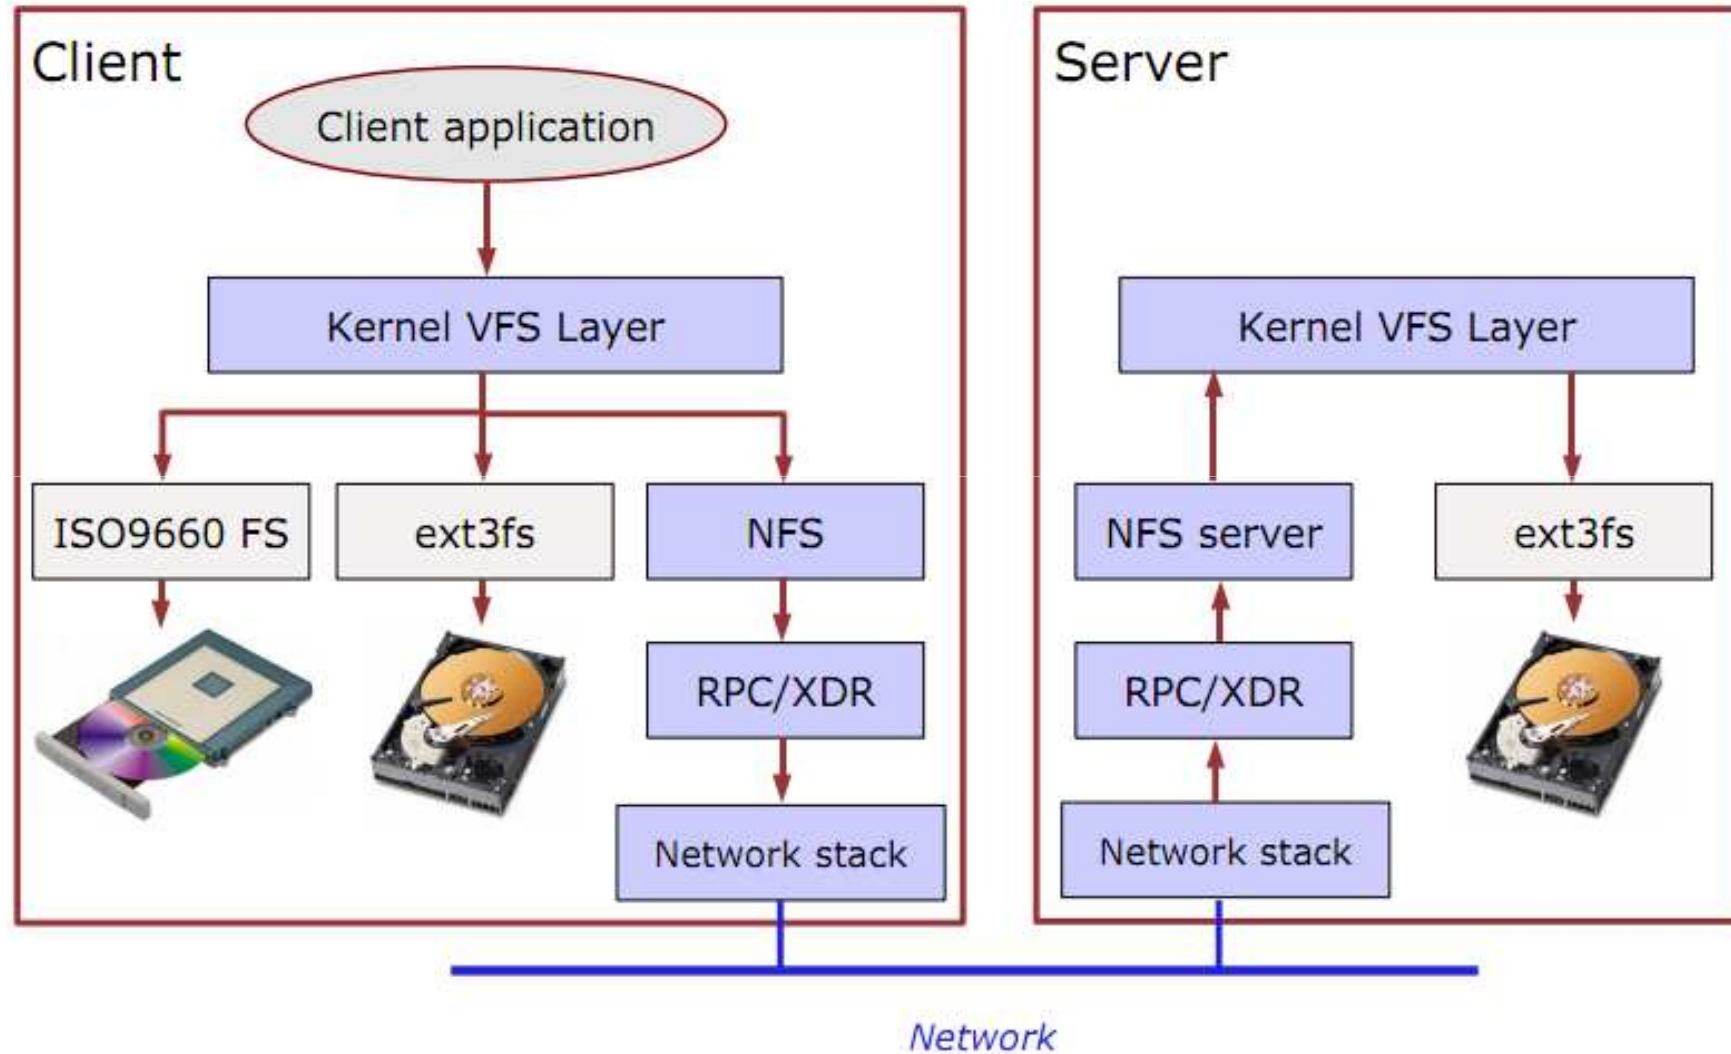 Client
Server
Client application
Kernel VFS Layer
Kernel VFS Layer
ISO9660 FS
ext3fs
NFS
NFS server
ext3fs
RPC/XDR
RPC/XDR
Network stack
Network stack
Network